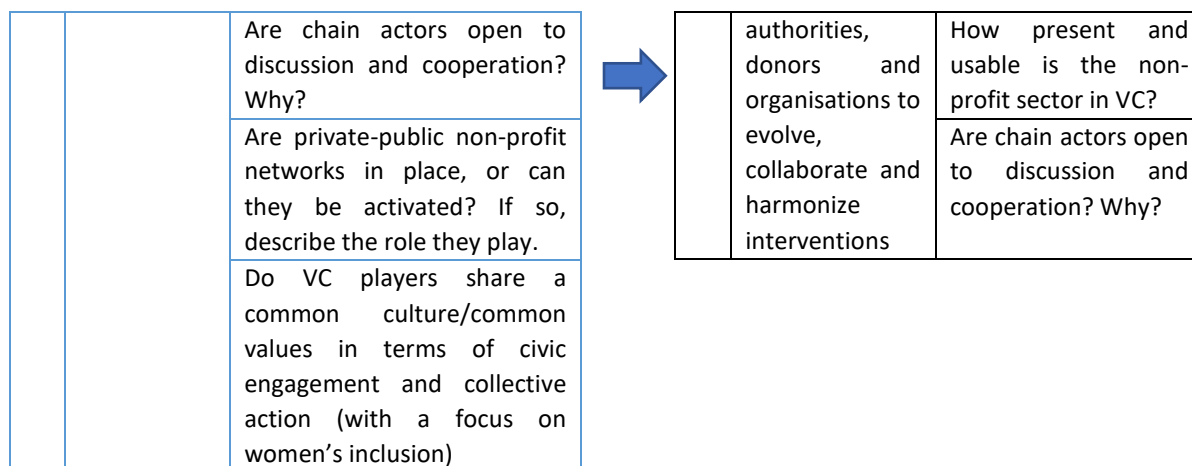 Are chain actors open to
discussion and cooperation?
Why?
Are private-public non-profit
networks in place, or can
they be activated? If so,
describe the role they play.
Do VC players share a
common culture/common
values in terms of civic
engagement and collective
action (with a focus on
women’s inclusion)
authorities,
donors and
organisations to
evolve,
collaborate and
harmonize
interventions
How present and
usable is the non-
profit sector in VC?
Are chain actors open
to discussion and
cooperation? Why?